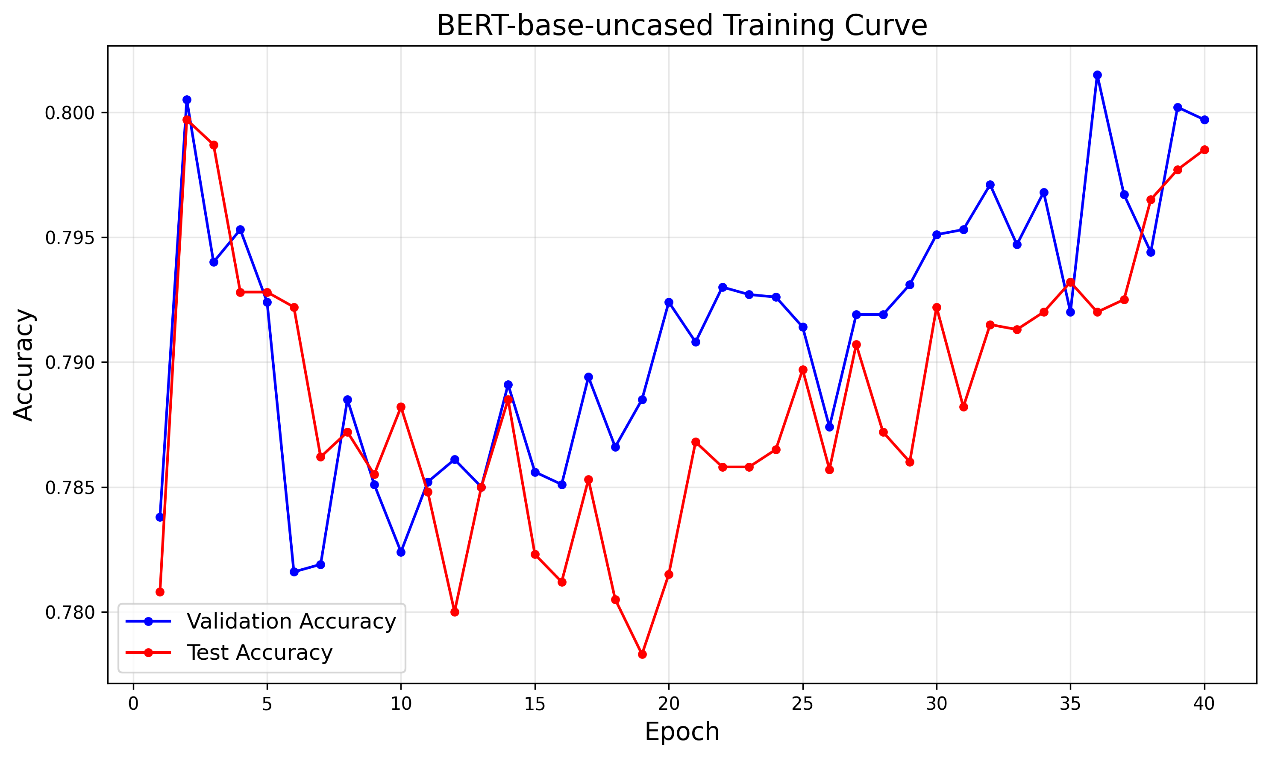 BERT-base-uncased Training Curve
Accuracy
0.800
0.795
0.790
0.785
0.780
Validation Accuracy
Test Accuracy
0 5 10 15 20 25 30 35 40
Epoch